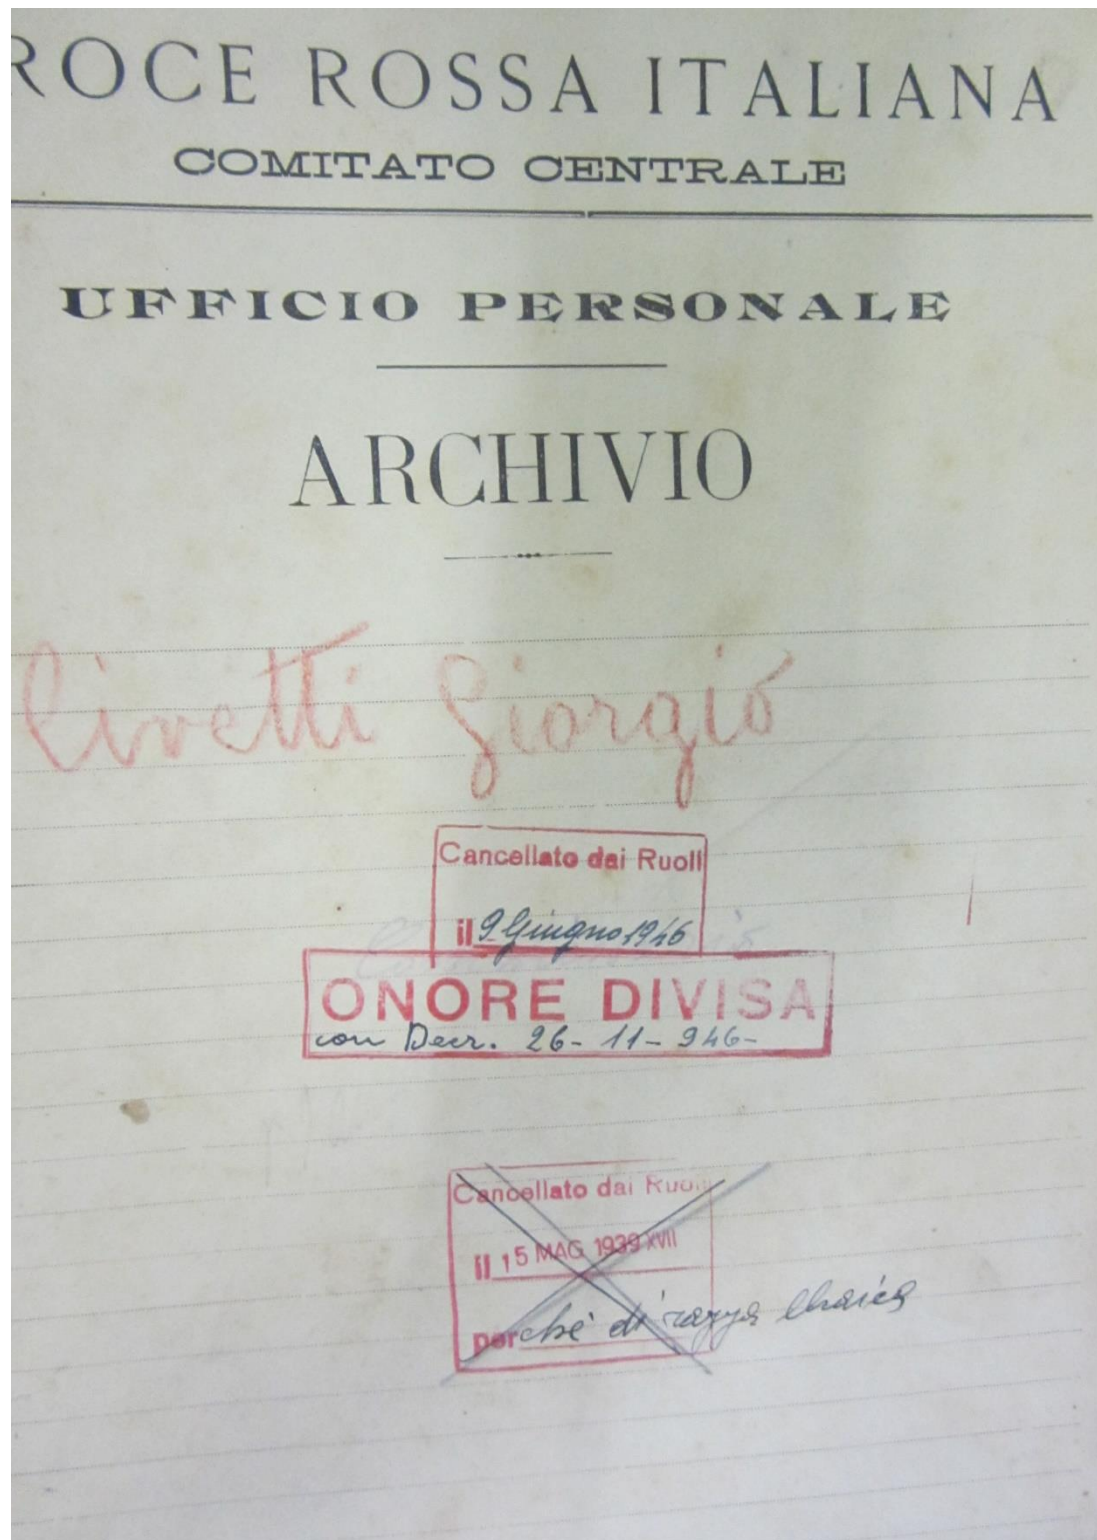 ROCE ROSSA ITALIANA
COMITATO CENTRALE
UFFICIO PERSONALE
ARCHIVIO
Civetti Giorgio
Cancellato dai Ruoli
il 9 Giugno 1946
ONORE DIVISA
con Decr. 26-11-946-
Cancellato dai Ruoli
il 15 MAG 1939 XVII
perchè di razza ebraica